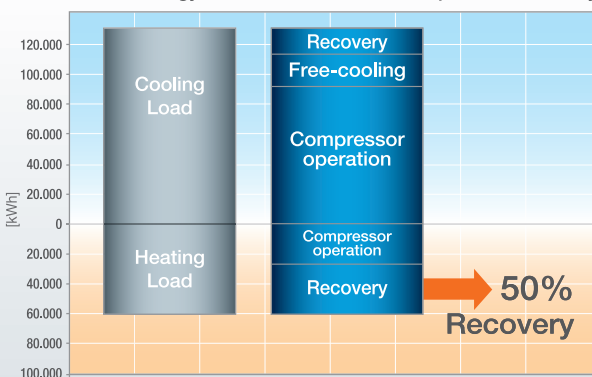 120.000
100.000
80.000
60.000
40.000
20.000
0
20.000
40.000
60.000
80.000
100.000
[kWh]
Cooling
Load
Heating
Load
Recovery
Free-cooling
Compressor
operation
Compressor
operation
Recovery
50%
Recovery